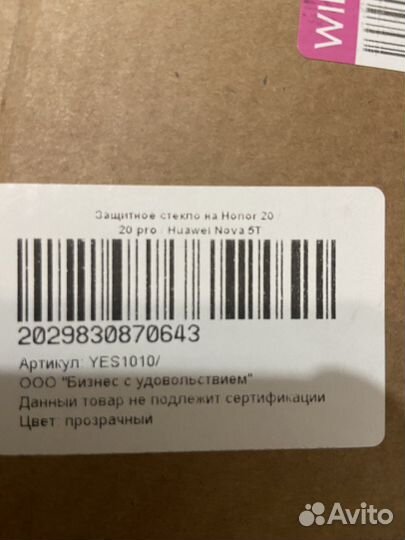 WIL
Защитное стекло на Honor 20 /
20 pro / Huawei Nova 5T
2029830870643
Артикул: YES1010/
ООО "Бизнес с удовольствием"
Данный товар не подлежит сертификации
Цвет: прозрачный
Avito